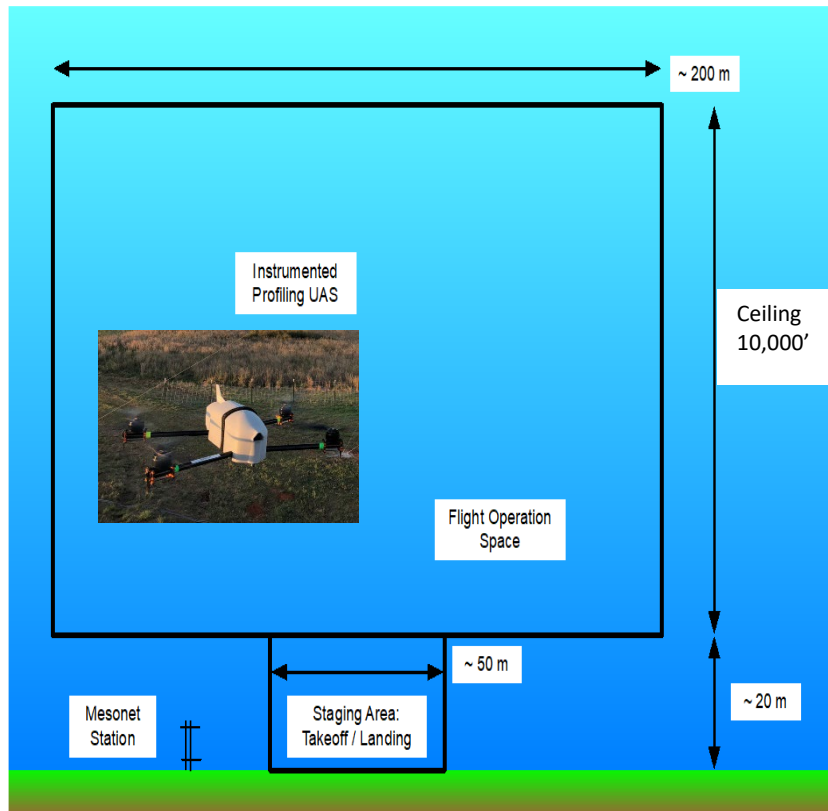 ~ 200 m
Instrumented
Profiling UAS
Ceiling
10,000’
Flight Operation
Space
~ 50 m
~ 20 m
Mesonet
Station
Staging Area:
Takeoff / Landing